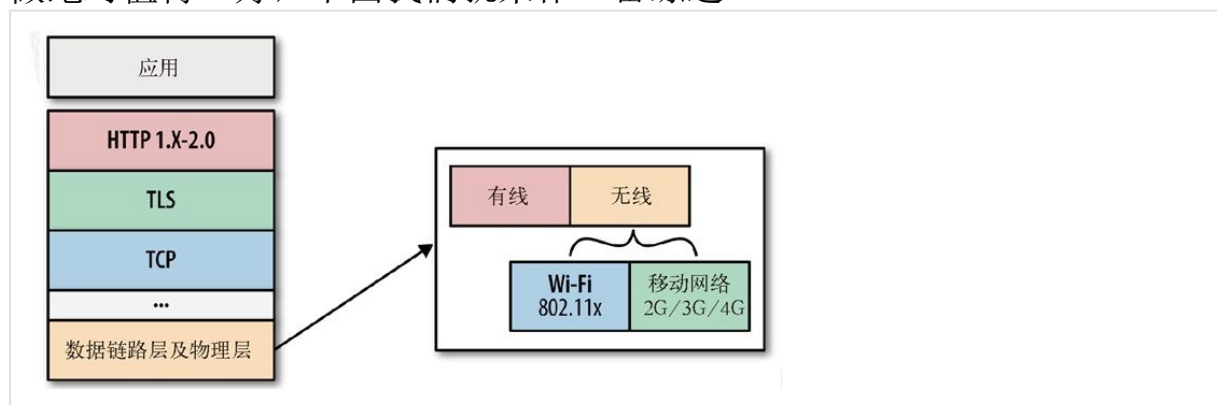 应用
HTTP 1.X-2.0
TLS
TCP
...
数据链路层及物理层
有线
无线
Wi-Fi
802.11x
移动网络
2G/3G/4G